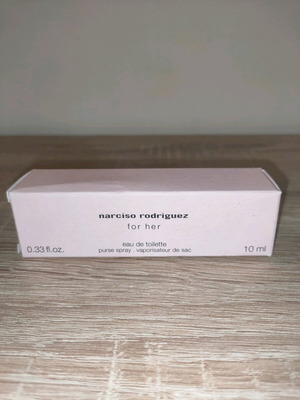 narciso rodriguez
for her
eau de toilette
0.33 fl.oz. purse spray . vaporisateur de sac 10 ml